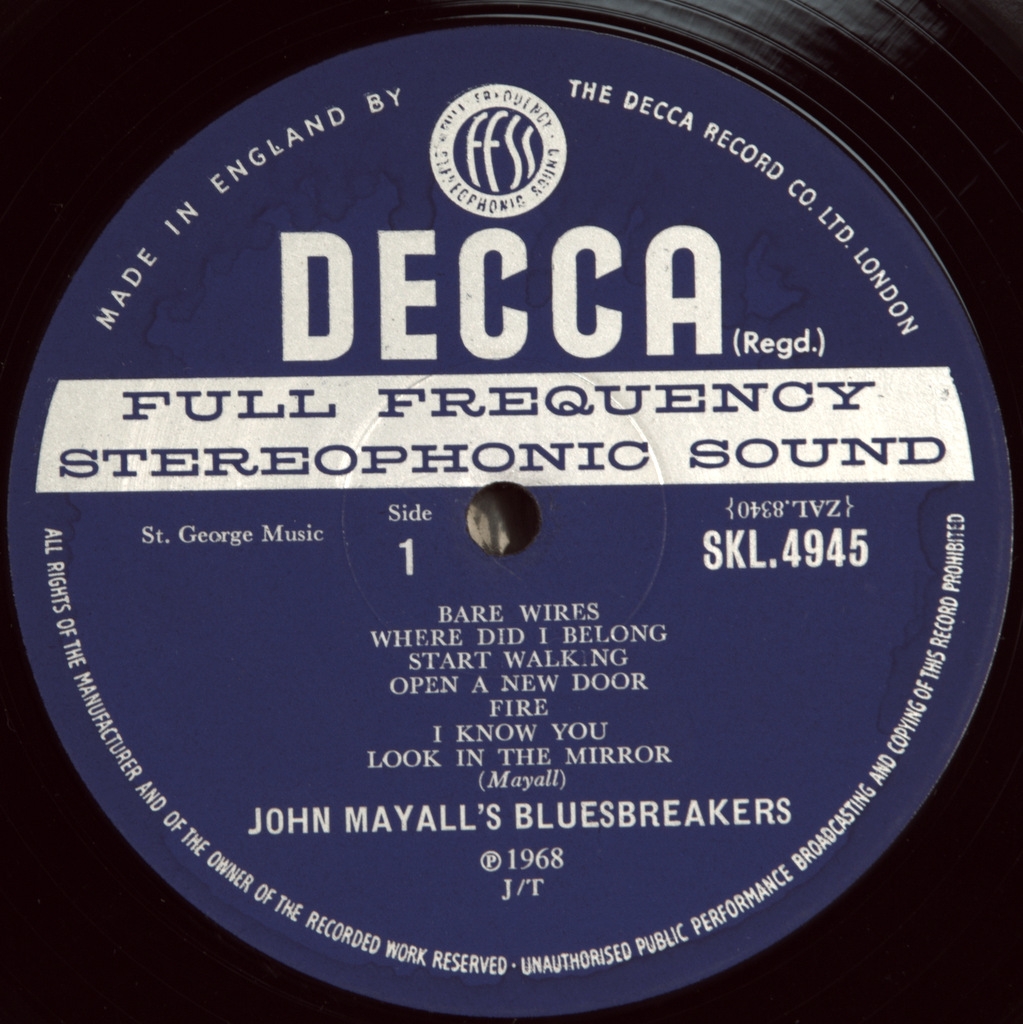 MADE IN ENGLAND BY
THE DECCA RECORD CO. LTD. LONDON
FULL FREQUENCY · STEREOPHONIC SOUND ·
FFSS
DECCA
(Regd.)
FULL FREQUENCY
STEREOPHONIC SOUND
St. George Music
Side
1
{ZAL.8340}
SKL.4945
BARE WIRES
WHERE DID I BELONG
START WALK NG
OPEN A NEW DOOR
FIRE
I KNOW YOU
LOOK IN THE MIRROR
(Mayall)
JOHN MAYALL'S BLUESBREAKERS
℗ 1968
J/T
ALL RIGHTS OF THE MANUFACTURER AND OF THE OWNER OF THE RECORDED WORK RESERVED · UNAUTHORISED PUBLIC PERFORMANCE BROADCASTING AND COPYING OF THIS RECORD PROHIBITED